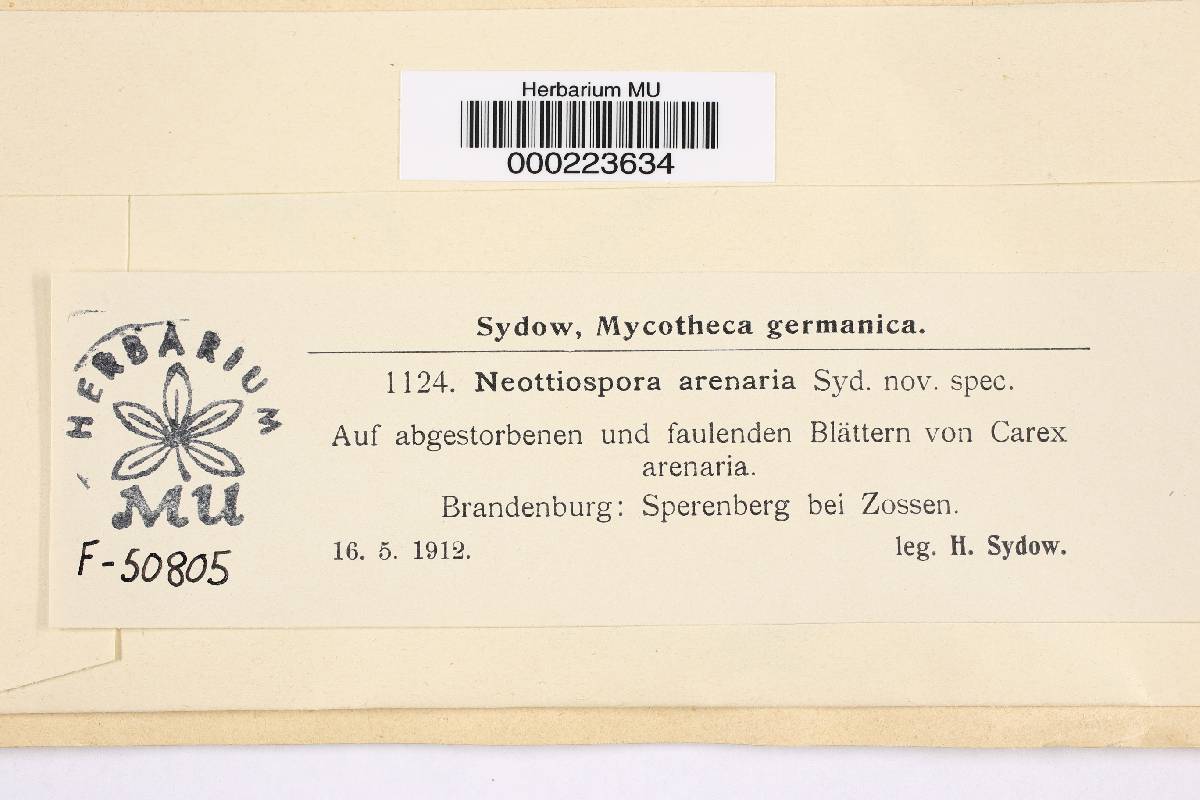 Herbarium MU
000223634
Sydow, Mycotheca germanica.
1124. Neottiospora arenaria Syd. nov. spec.
Auf abgestorbenen und faulenden Blättern von Carex
arenaria.
Brandenburg: Sperenberg bei Zossen.
16. 5. 1912. leg. H. Sydow.
HERBARIUM
MU
F-50805